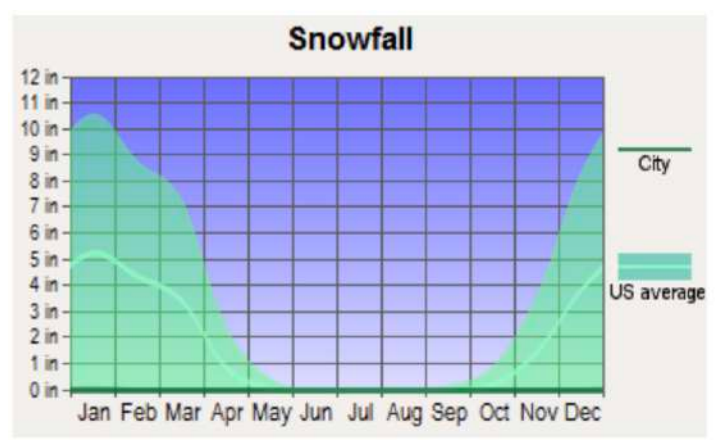 Snowfall
12 in
11 in
10 in
9 in
8 in
7 in
6 in
5 in
4 in
3 in
2 in
1 in
0 in
Jan Feb Mar Apr May Jun Jul Aug Sep Oct Nov Dec
City
US average